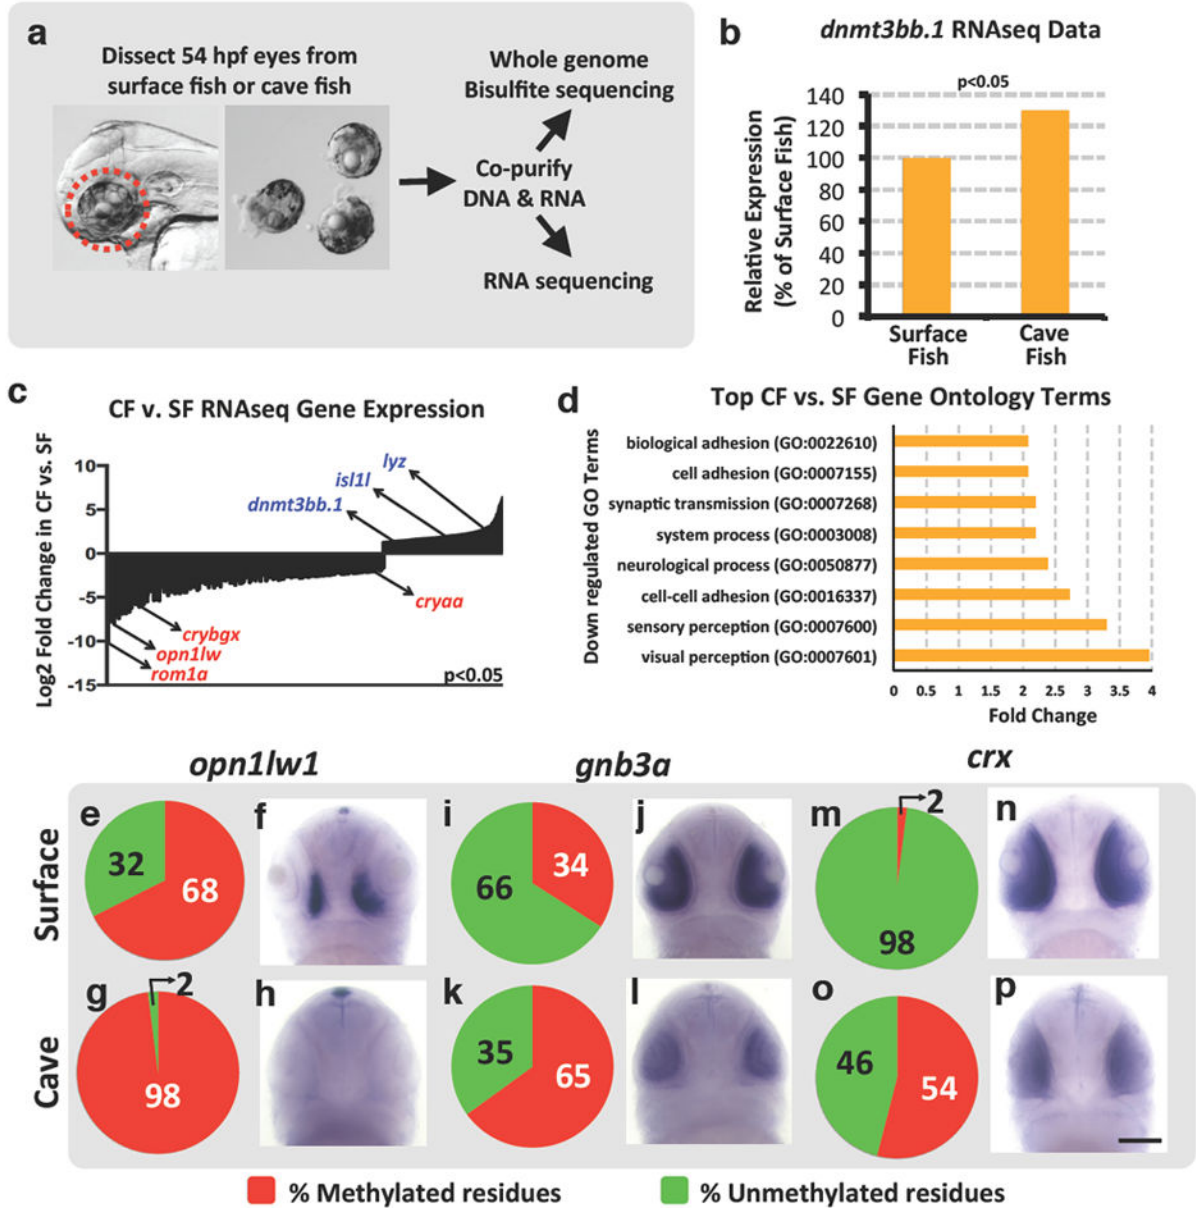 a
Dissect 54 hpf eyes from
surface fish or cave fish
Whole genome
Bisulfite sequencing
Co-purify
DNA & RNA
RNA sequencing
b
dnmt3bb.1 RNAseq Data
p<0.05
Relative Expression
(% of Surface Fish)
140
120
100
80
60
40
20
0
Surface
Fish
Cave
Fish
c
CF v. SF RNAseq Gene Expression
Log2 Fold Change in CF vs. SF
10
5
0
-5
-10
-15
lyz
isl1l
dnmt3bb.1
cryaa
crybgx
opn1lw
rom1a
p<0.05
d
Top CF vs. SF Gene Ontology Terms
Down regulated GO Terms
biological adhesion (GO:0022610)
cell adhesion (GO:0007155)
synaptic transmission (GO:0007268)
system process (GO:0003008)
neurological process (GO:0050877)
cell-cell adhesion (GO:0016337)
sensory perception (GO:0007600)
visual perception (GO:0007601)
0 0.5 1 1.5 2 2.5 3 3.5 4
Fold Change
opn1lw1
gnb3a
crx
Surface
e
32
68
f
i
66
34
j
m
2
98
n
Cave
g
2
98
h
k
35
65
l
o
46
54
p
% Methylated residues
% Unmethylated residues